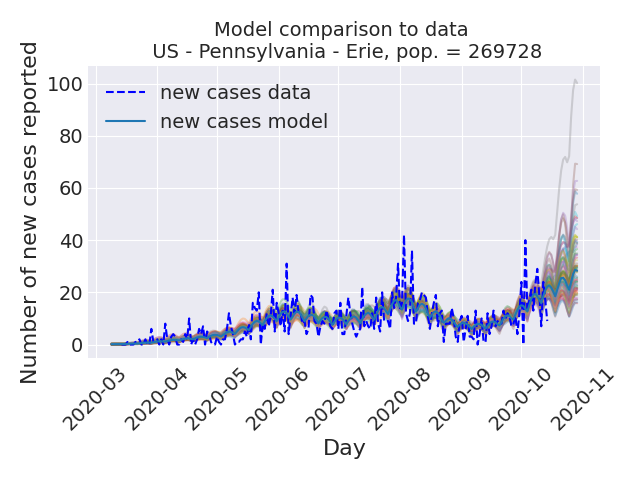 Model comparison to data
US - Pennsylvania - Erie, pop. = 269728
Number of new cases reported
100
80
60
40
20
0
new cases data
new cases model
2020-03
2020-04
2020-05
2020-06
2020-07
2020-08
2020-09
2020-10
2020-11
Day